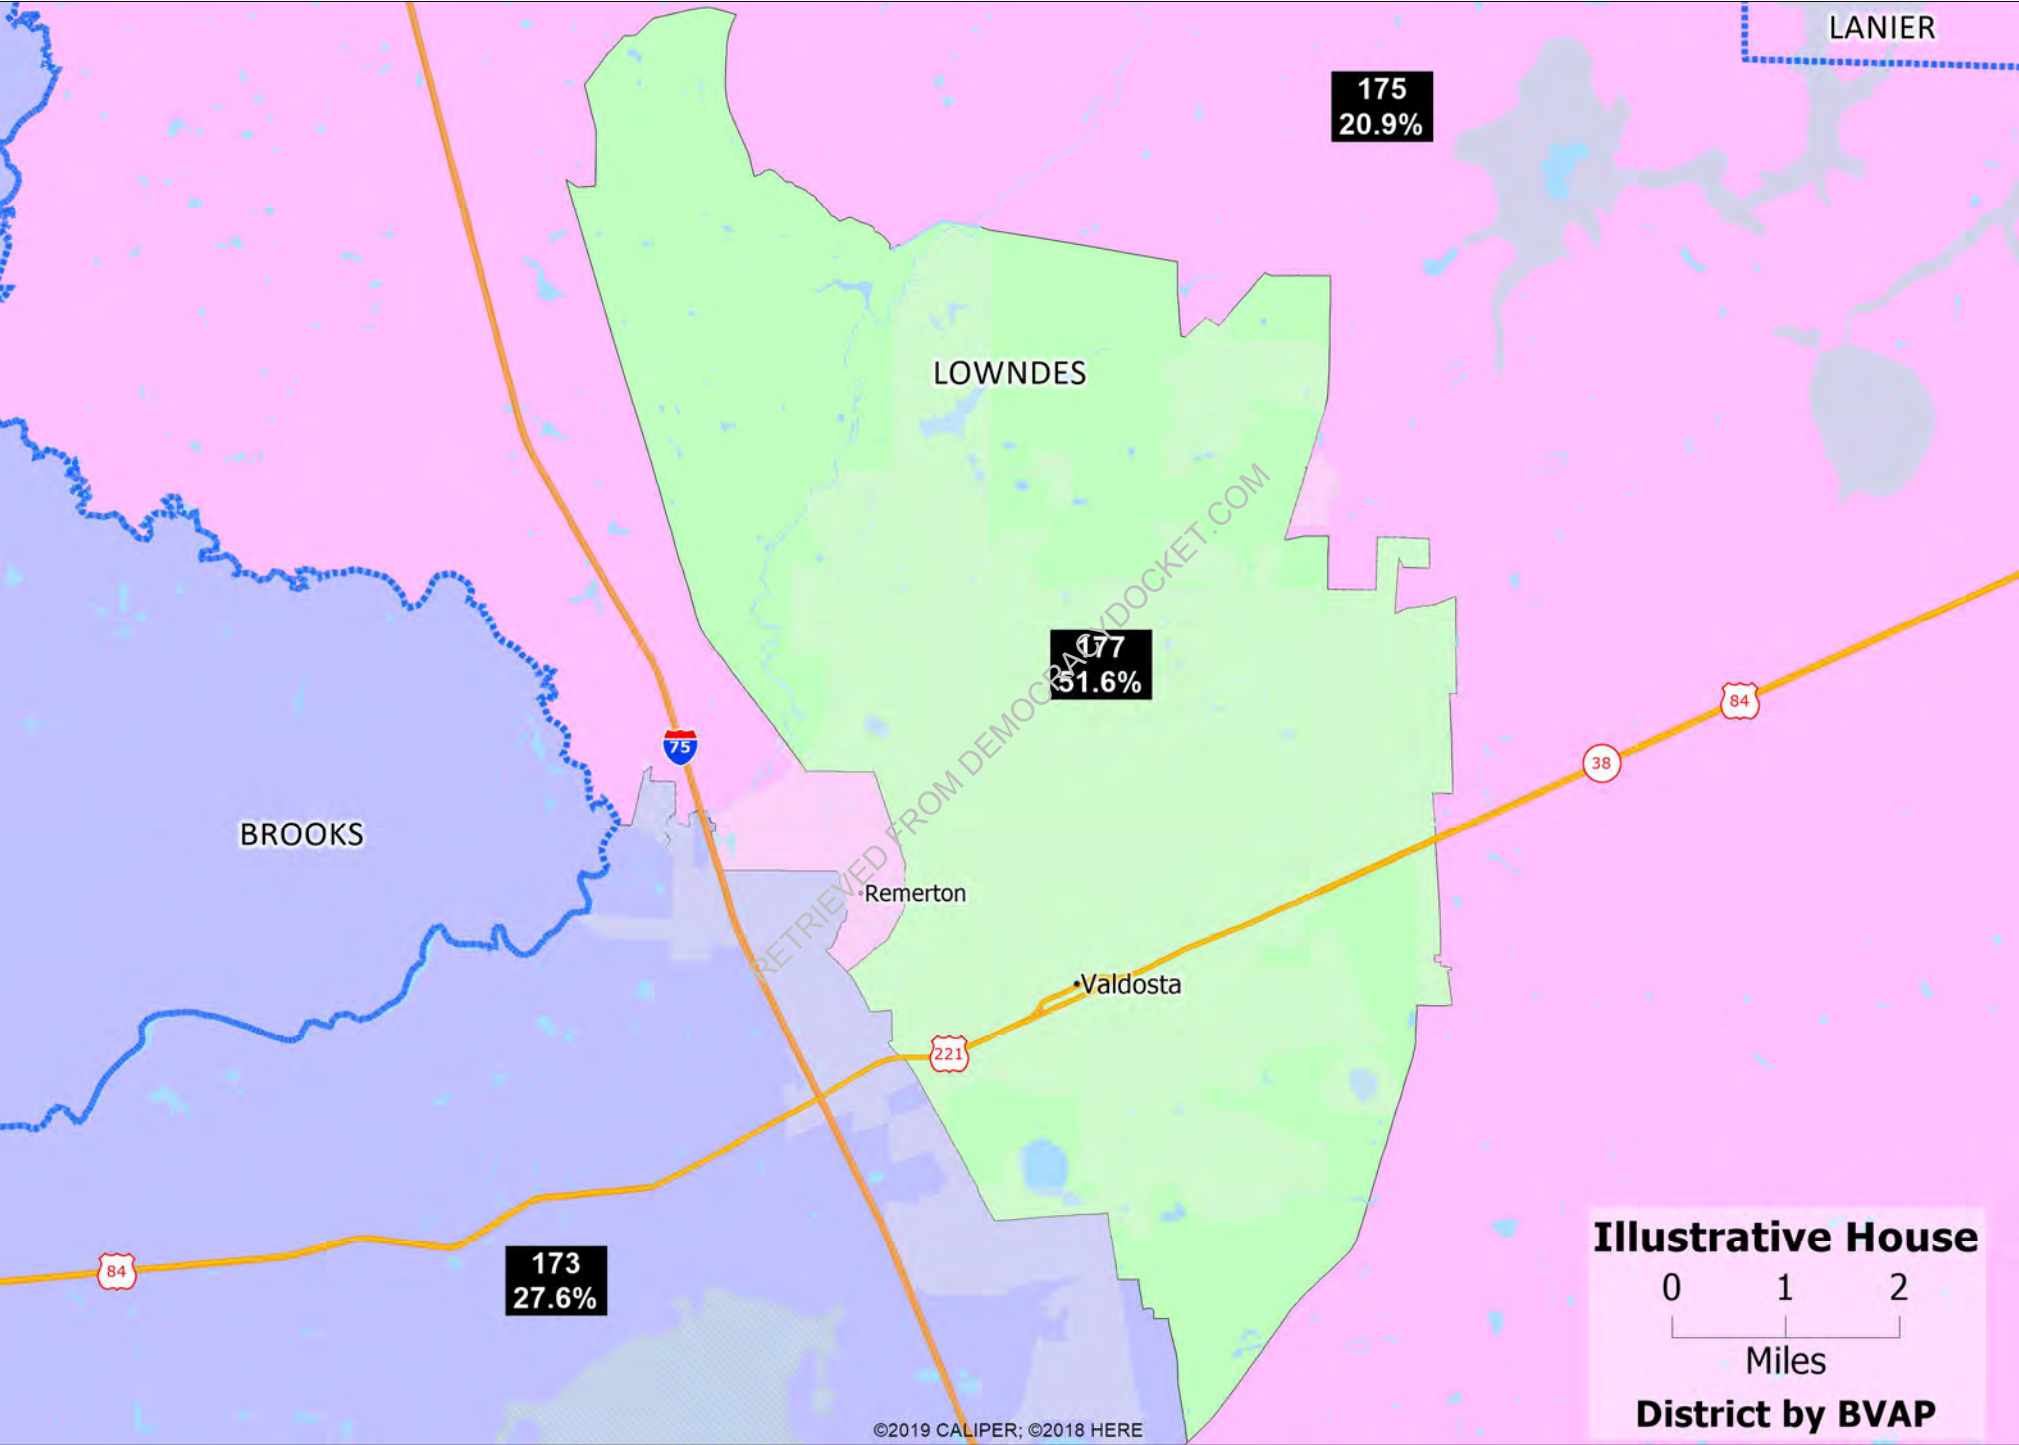 LANIER
175
20.9%
LOWNDES
177
51.6%
84
38
75
BROOKS
Remerton
Valdosta
221
84
173
27.6%
Illustrative House
0 1 2
Miles
District by BVAP
©2019 CALIPER; ©2018 HERE
RETRIEVED FROM DEMOCRACYDOCKET.COM